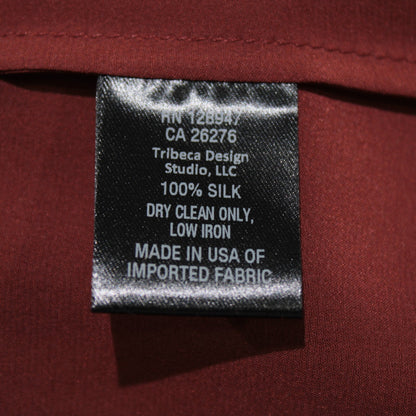 RN 128947
CA 26276
Tribeca Design
Studio, LLC
100% SILK
DRY CLEAN ONLY,
LOW IRON
MADE IN USA OF
IMPORTED FABRIC